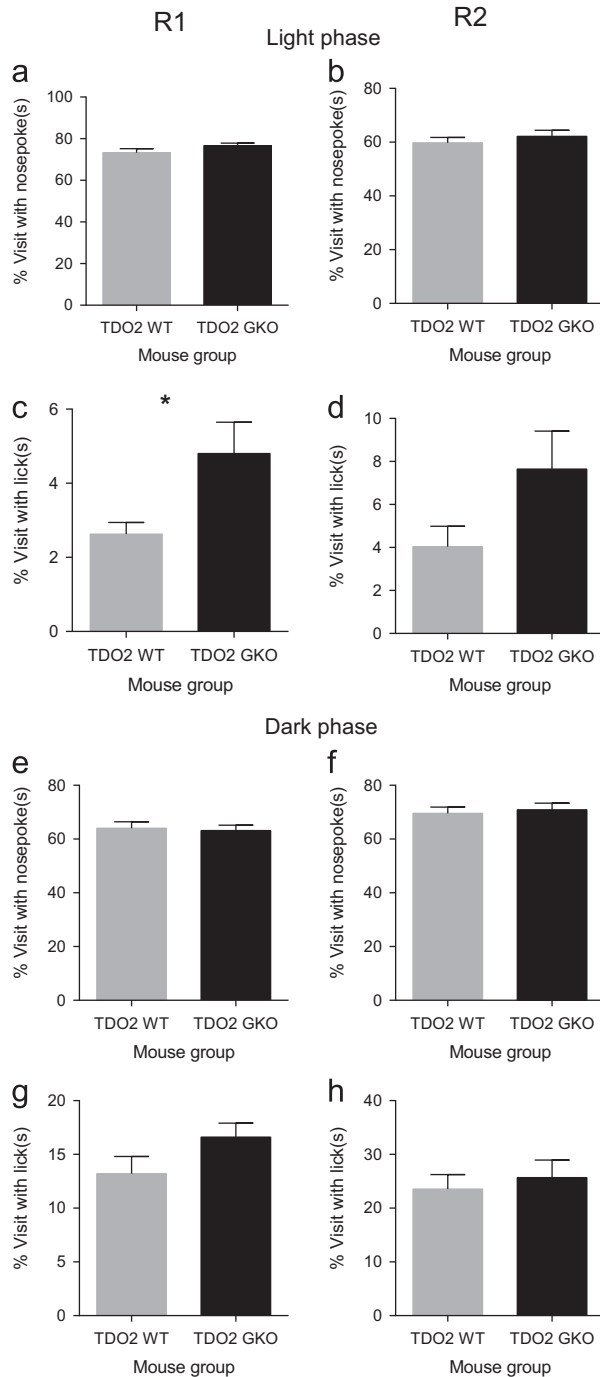 R1 R2
Light phase
a b
100
80
60
40
20
0
% Visit with nosepoke(s)
TDO2 WT TDO2 GKO
Mouse group
80
60
40
20
0
% Visit with nosepoke(s)
TDO2 WT TDO2 GKO
Mouse group
c d
*
6
4
2
0
% Visit with lick(s)
TDO2 WT TDO2 GKO
Mouse group
10
8
6
4
2
0
% Visit with lick(s)
TDO2 WT TDO2 GKO
Mouse group
Dark phase
e f
80
60
40
20
0
% Visit with nosepoke(s)
TDO2 WT TDO2 GKO
Mouse group
80
60
40
20
0
% Visit with nosepoke(s)
TDO2 WT TDO2 GKO
Mouse group
g h
20
15
10
5
0
% Visit with lick(s)
TDO2 WT TDO2 GKO
Mouse group
40
30
20
10
0
% Visit with lick(s)
TDO2 WT TDO2 GKO
Mouse group